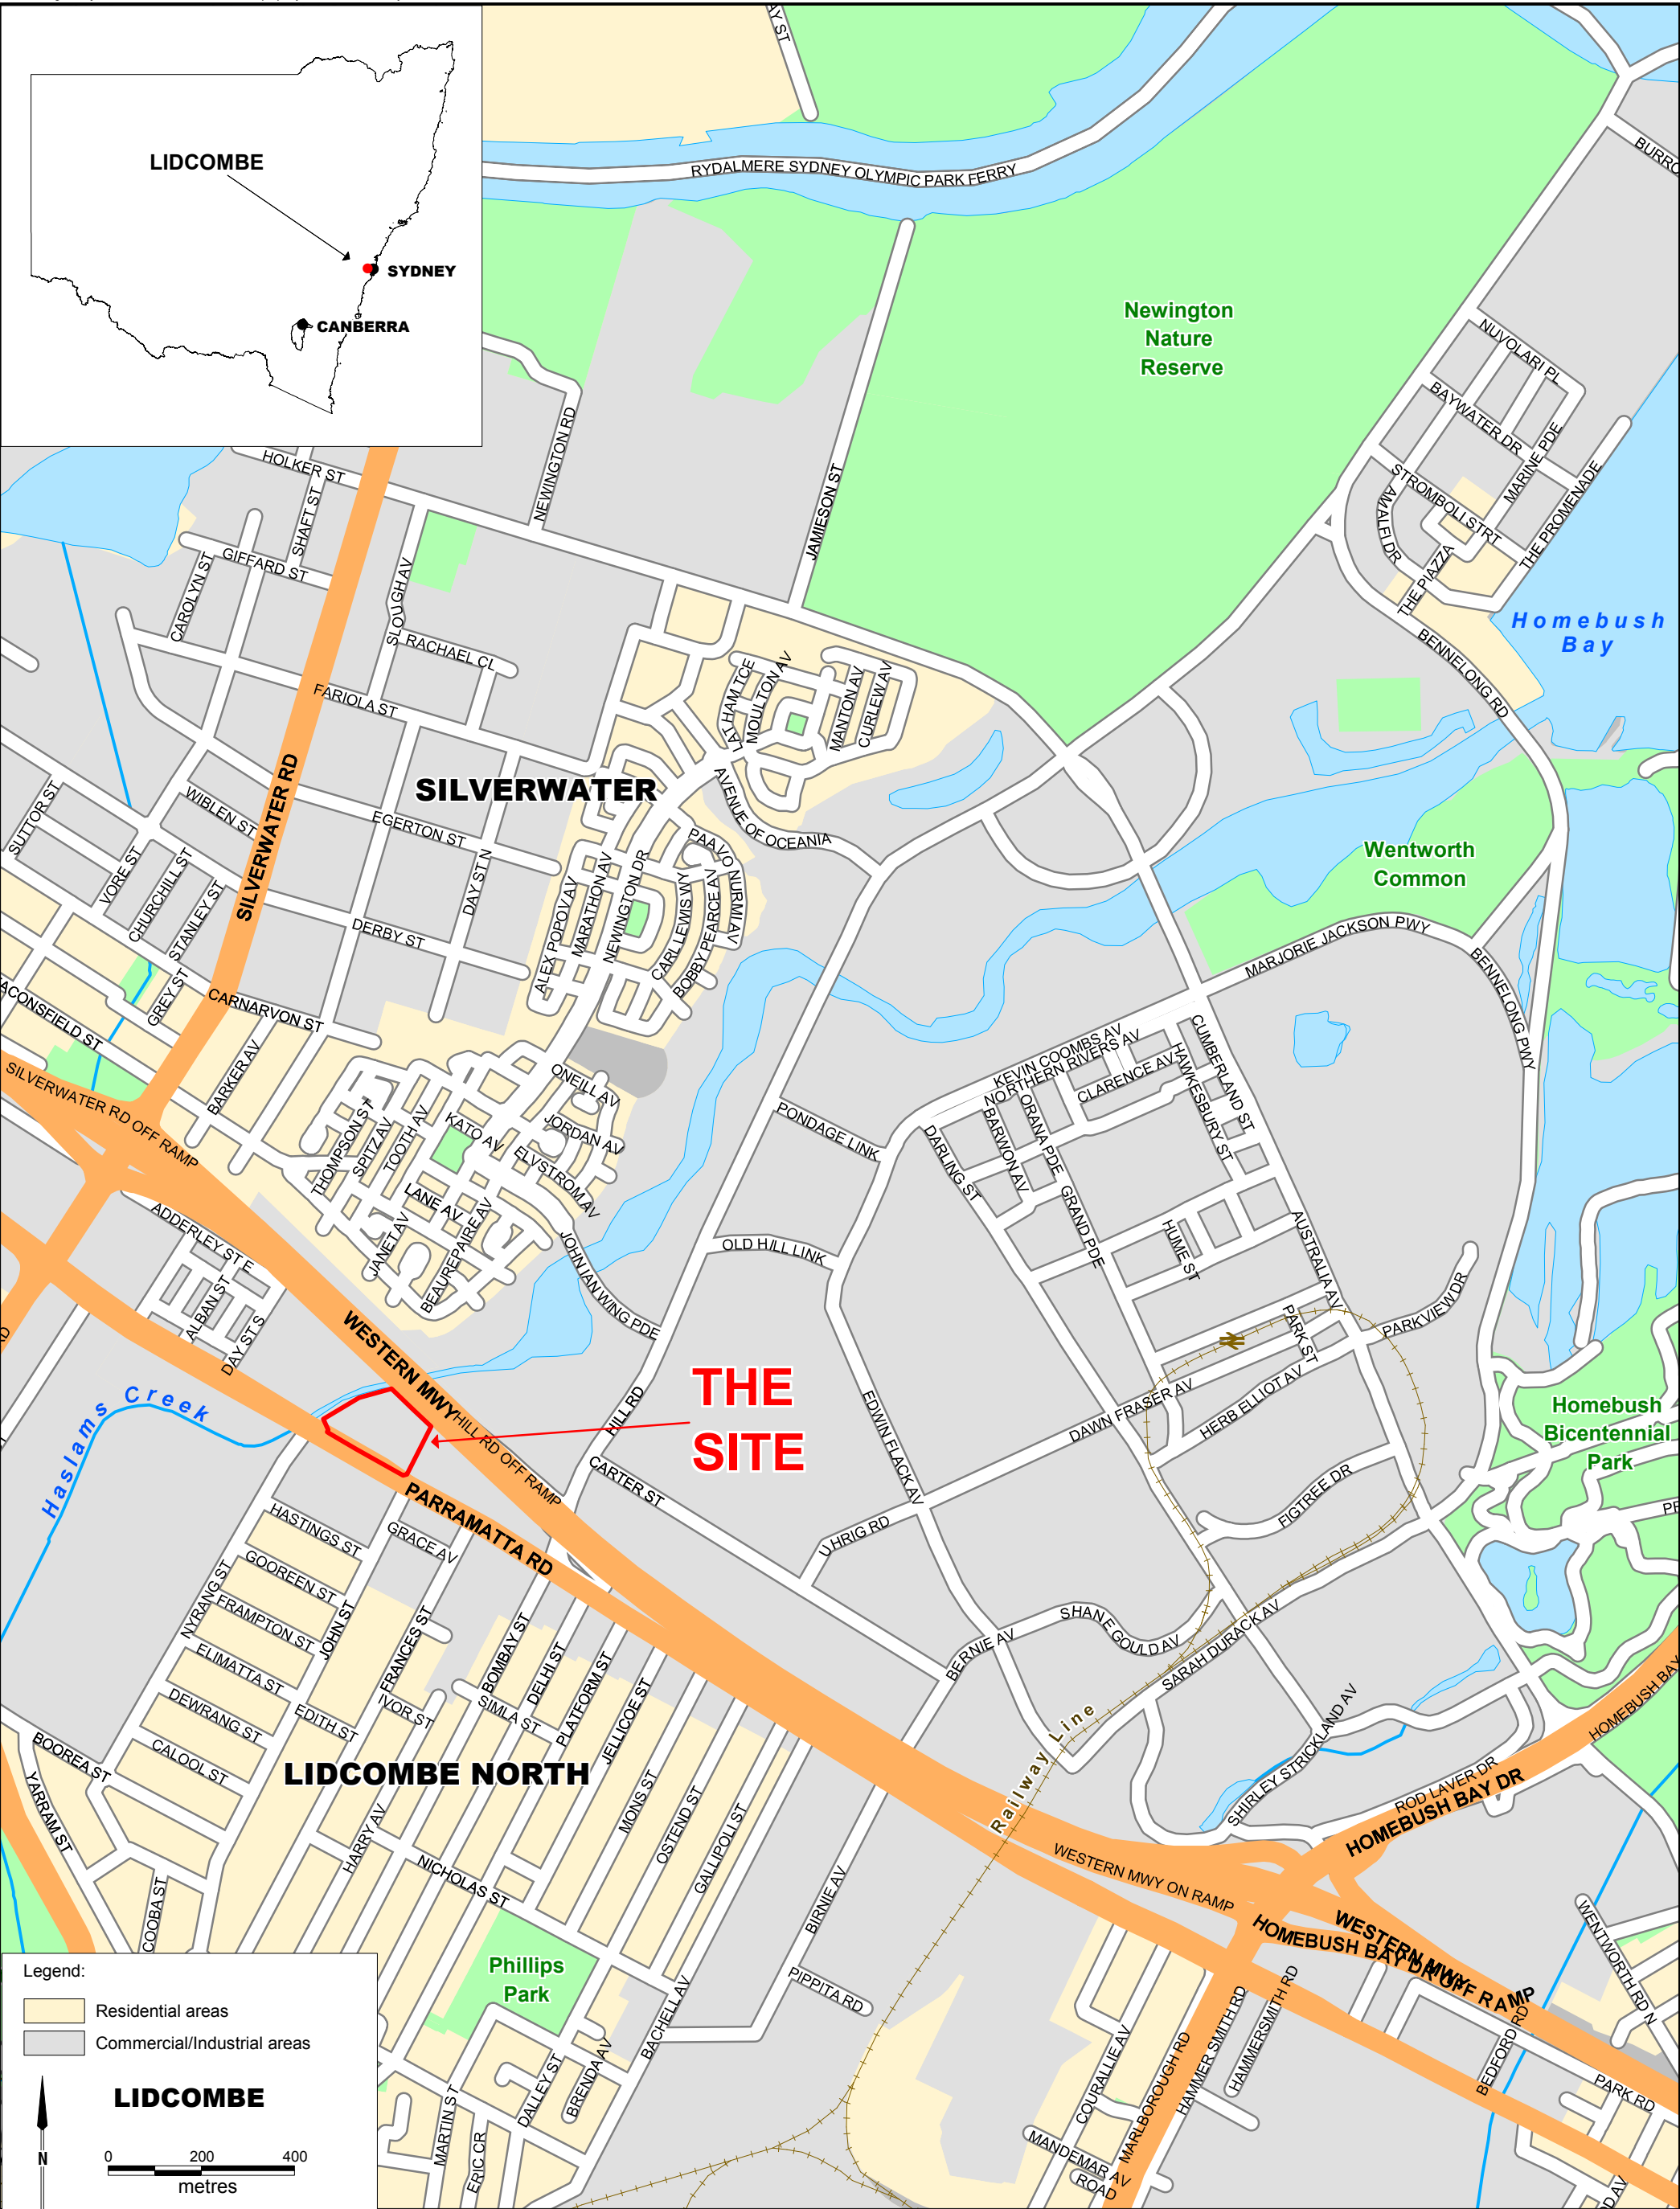 LIDCOMBE
SYDNEY
CANBERRA
AY ST
RYDALMERE SYDNEY OLYMPIC PARK FERRY
Newington
Nature
Reserve
NUVOLARI PL
BAYWATER DR
MARINE PDE
STROMBOLI STRT
AMALFI DR
THE PROMENADE
THE PIAZZA
Homebush
Bay
BENNELONG RD
HOLKER ST
SHAFT ST
NEWINGTON RD
JAMIESON ST
GIFFARD ST
CAROLYN ST
SLOUGH AV
RACHAEL CL
FARIOLA ST
LATHAM TCE
MOULTON AV
MANTON AV
CURLEW AV
SILVERWATER
SILVERWATER RD
AVENUE OF OCEANIA
SUTTOR ST
WIBLEN ST
EGERTON ST
VORE ST
CHURCHILL ST
STANLEY ST
DAY ST N
DERBY ST
PAAVO NURMI AV
ALEX POPOV AV
MARATHON AV
NEWINGTON DR
CARL LEWIS WY
BOBBY PEARCE AV
Wentworth
Common
MARJORIE JACKSON PWY
BENNELONG PWY
GREY ST
CARNARVON ST
ACONSFIELD ST
BARKER AV
SILVERWATER RD OFF RAMP
ONEILL AV
JORDAN AV
KATO AV
ELVSTROM AV
THOMPSON ST
SPITZ AV
TOOTH AV
LANE AV
JANET AV
BEAUREPAIRE AV
JOHN IAN WING PDE
PONDAGE LINK
OLD HILL LINK
KEVIN COOMBS AV
NORTHERN RIVERS AV
CLARENCE AV
HAWKESBURY ST
CUMBERLAND ST
BARWON AV
ORANA PDE
DARLING ST
GRAND PDE
HUME ST
AUSTRALIA AV
PARK ST
PARKVIEW DR
ADDERLEY ST E
ALBAN ST
DAY ST S
WESTERN MWY
HILL RD OFF RAMP
HILL RD
THE
SITE
Haslams Creek
PARRAMATTA RD
CARTER ST
EDWIN FLACK AV
UHRIG RD
DAWN FRASER AV
HERB ELLIOT AV
FIGTREE DR
Homebush
Bicentennial
Park
HASTINGS ST
GRACE AV
GOOREEN ST
NYRANG ST
FRAMPTON ST
JOHN ST
FRANCES ST
ELIMATTA ST
DEWRANG ST
EDITH ST
IVOR ST
CALOOL ST
BOOREA ST
YARRAM ST
BOMBAY ST
DELHI ST
SIMLA ST
PLATFORM ST
JELLICOE ST
LIDCOMBE NORTH
MONS ST
OSTEND ST
GALLIPOLI ST
HARRY AV
NICHOLAS ST
COOBA ST
BIRNIE AV
BERNIE AV
SHANE GOULD AV
SARAH DURACK AV
Railway Line
SHIRLEY STRICKLAND AV
ROD LAVER DR
HOMEBUSH BAY DR
HOMEBUSH BAY
WESTERN MWY ON RAMP
WESTERN MWY
HOMEBUSH BAY DR OFF RAMP
WENTWORTH RD N
Phillips
Park
PIPPITA RD
BACHELL AV
BRENDA AV
DALLEY ST
MARTIN ST
ERIC CR
COURALLIE AV
MARLBOROUGH RD
HAMMERSMITH RD
HAMMERSMITH RD
MANDEMAR AV
ROAD
BEDFORD RD
PARK RD
Legend:
Residential areas
Commercial/Industrial areas
LIDCOMBE
N
0 200 400
metres